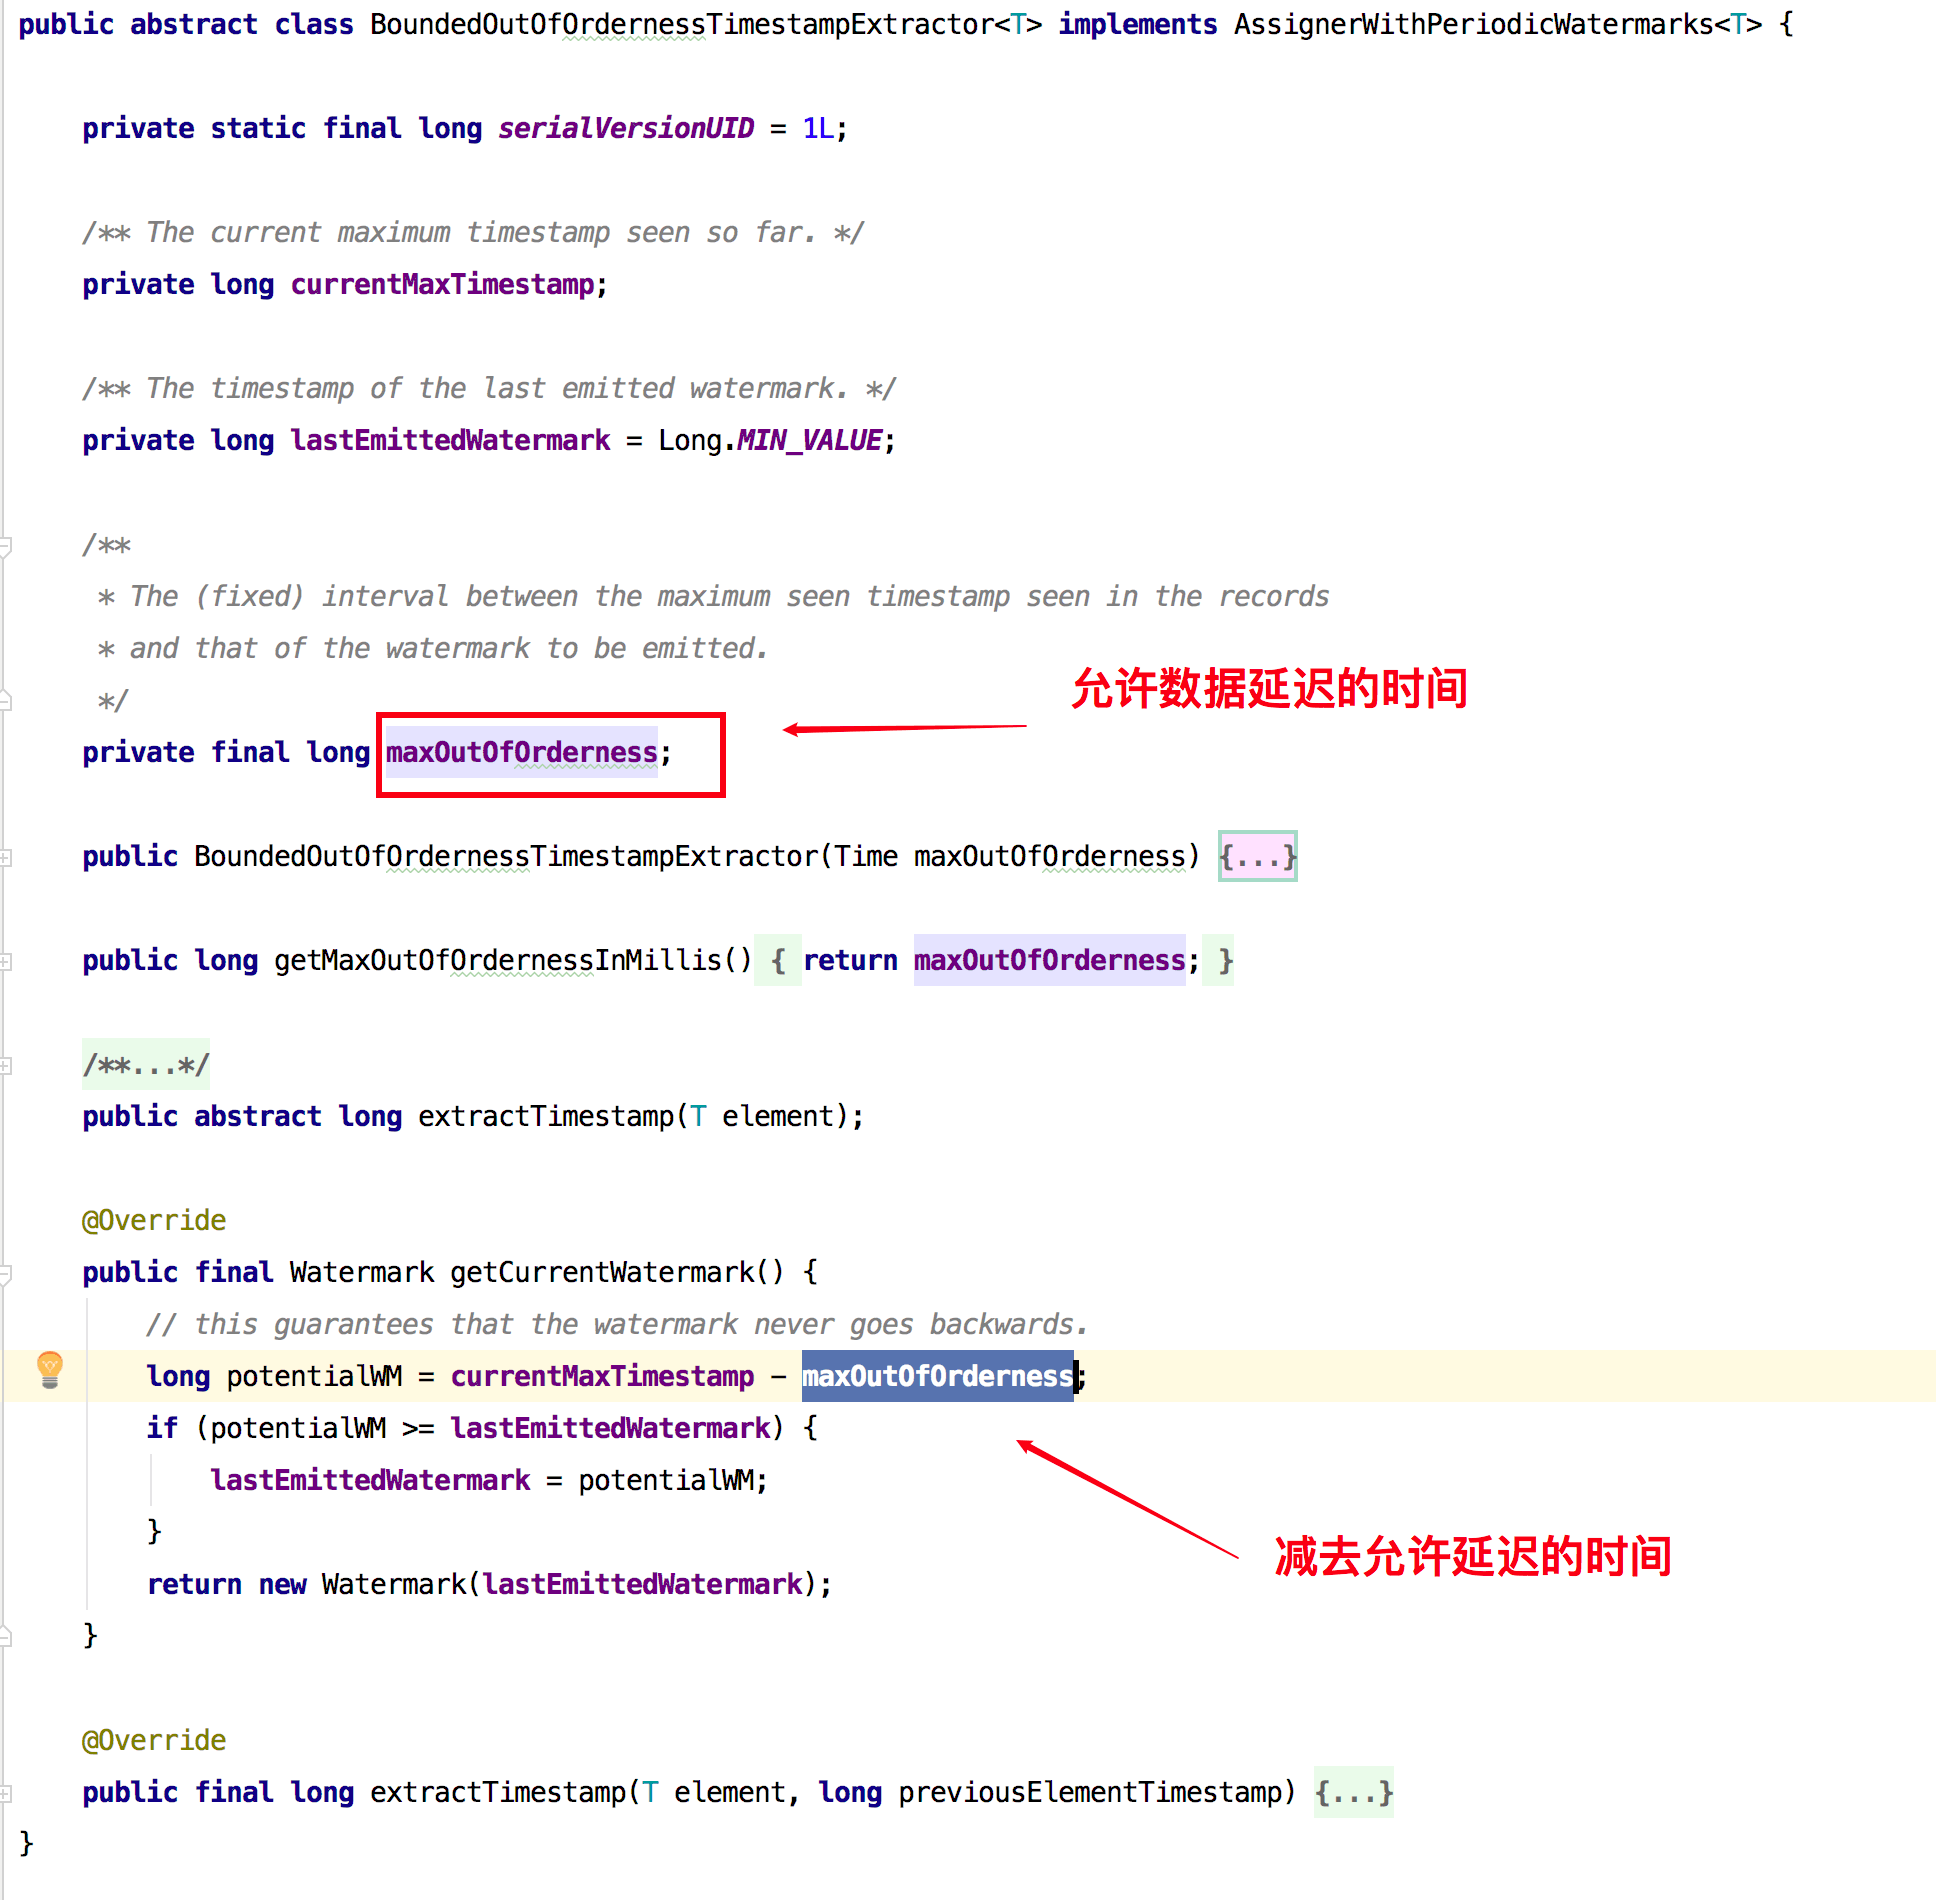 public abstract class BoundedOutOfOrdernessTimestampExtractor<T> implements AssignerWithPeriodicWatermarks<T> {
private static final long serialVersionUID = 1L;
/** The current maximum timestamp seen so far. */
private long currentMaxTimestamp;
/** The timestamp of the last emitted watermark. */
private long lastEmittedWatermark = Long.MIN_VALUE;
/**
* The (fixed) interval between the maximum seen timestamp seen in the records
* and that of the watermark to be emitted.
允许数据延迟的时间
*/
private final long maxOutOfOrderness;
public BoundedOutOfOrdernessTimestampExtractor(Time maxOutOfOrderness) {...}
public long getMaxOutOfOrdernessInMillis() { return maxOutOfOrderness; }
/**...*/
public abstract long extractTimestamp(T element);
@Override
public final Watermark getCurrentWatermark() {
// this guarantees that the watermark never goes backwards.
long potentialWM = currentMaxTimestamp - maxOutOfOrderness;
if (potentialWM >= lastEmittedWatermark) {
lastEmittedWatermark = potentialWM;
}
减去允许延迟的时间
return new Watermark(lastEmittedWatermark);
}
@Override
public final long extractTimestamp(T element, long previousElementTimestamp) {...}
}